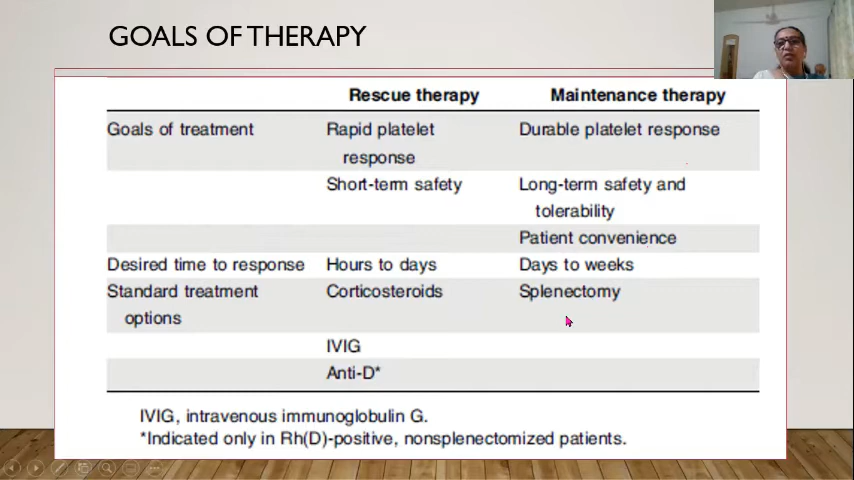 GOALS OF THERAPY
Rescue therapy Maintenance therapy
Goals of treatment Rapid platelet Durable platelet response
response
Short-term safety Long-term safety and
tolerability
Patient convenience
Desired time to response Hours to days Days to weeks
Standard treatment Corticosteroids Splenectomy
options
IVIG
Anti-D*
IVIG, intravenous immunoglobulin G.
*Indicated only in Rh(D)-positive, nonsplenectomized patients.